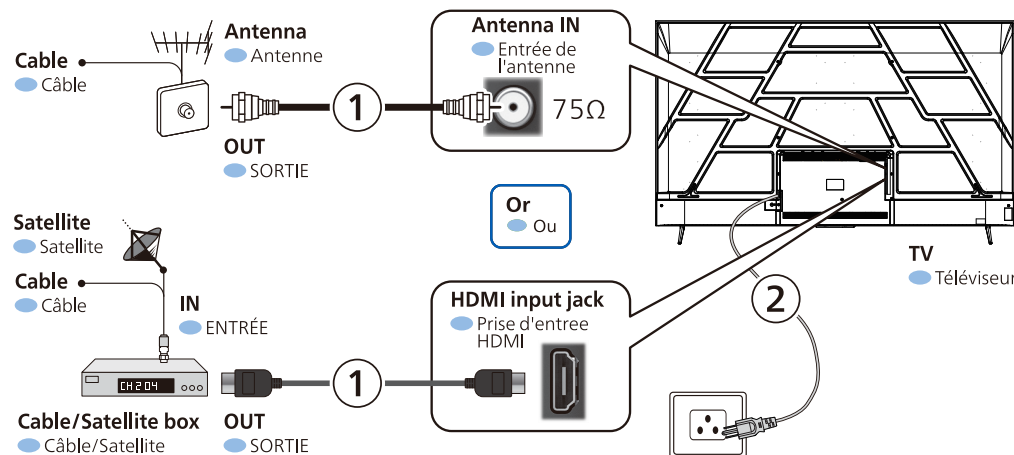 Antenna
Antenne
Cable
Câble
1
OUT
SORTIE
Antenna IN
Entrée de
l'antenne
75Ω
Or
Ou
Satellite
Satellite
Cable
Câble
IN
ENTRÉE
CH204
Cable/Satellite box
Câble/Satellite
OUT
SORTIE
1
HDMI input jack
Prise d'entree
HDMI
TV
Téléviseur
2